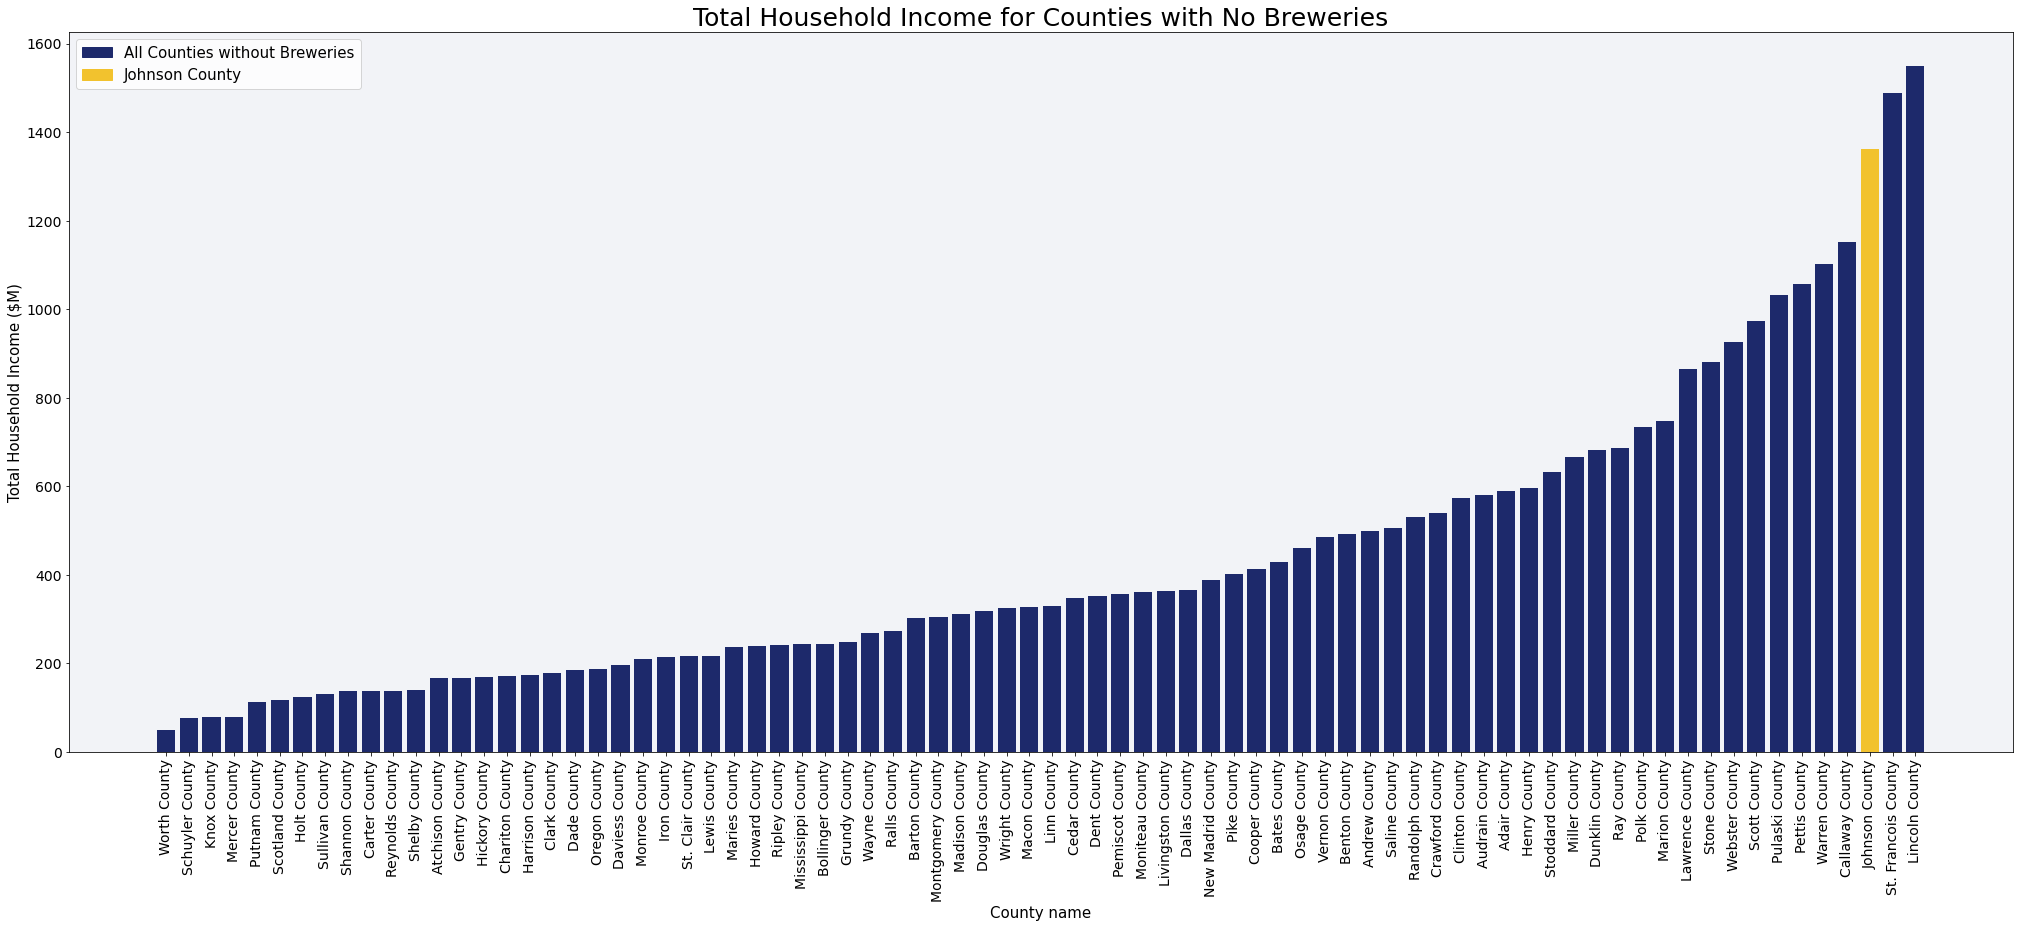 Total Household Income for Counties with No Breweries
All Counties without Breweries
Johnson County
1600
1400
1200
1000
800
600
400
200
0
Total Household Income ($M)
Worth County
Schuyler County
Knox County
Mercer County
Putnam County
Scotland County
Holt County
Sullivan County
Shannon County
Carter County
Reynolds County
Shelby County
Atchison County
Gentry County
Hickory County
Chariton County
Harrison County
Clark County
Dade County
Oregon County
Daviess County
Monroe County
Iron County
St. Clair County
Lewis County
Maries County
Howard County
Ripley County
Mississippi County
Bollinger County
Grundy County
Wayne County
Ralls County
Barton County
Montgomery County
Madison County
Douglas County
Wright County
Macon County
Linn County
Cedar County
Dent County
Pemiscot County
Moniteau County
Livingston County
Dallas County
New Madrid County
Pike County
Cooper County
Bates County
Osage County
Vernon County
Benton County
Andrew County
Saline County
Randolph County
Crawford County
Clinton County
Audrain County
Adair County
Henry County
Stoddard County
Miller County
Dunklin County
Ray County
Polk County
Marion County
Lawrence County
Stone County
Webster County
Scott County
Pulaski County
Pettis County
Warren County
Callaway County
Johnson County
St. Francois County
Lincoln County
County name